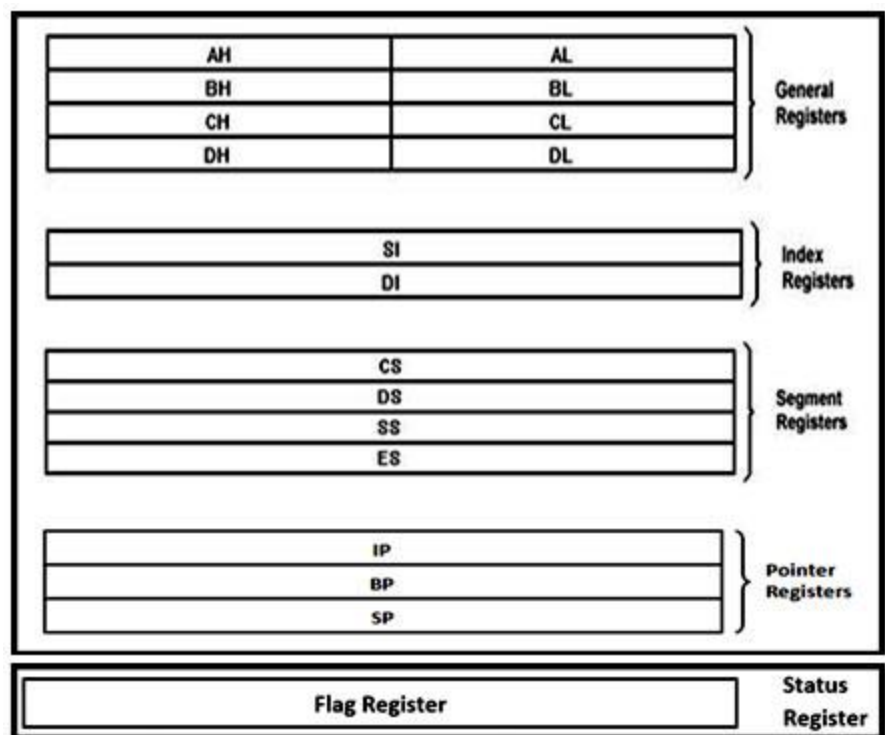 AH AL
BH BL
CH CL
DH DL
General
Registers
SI
DI
Index
Registers
CS
DS
SS
ES
Segment
Registers
IP
BP
SP
Pointer
Registers
Flag Register
Status
Register